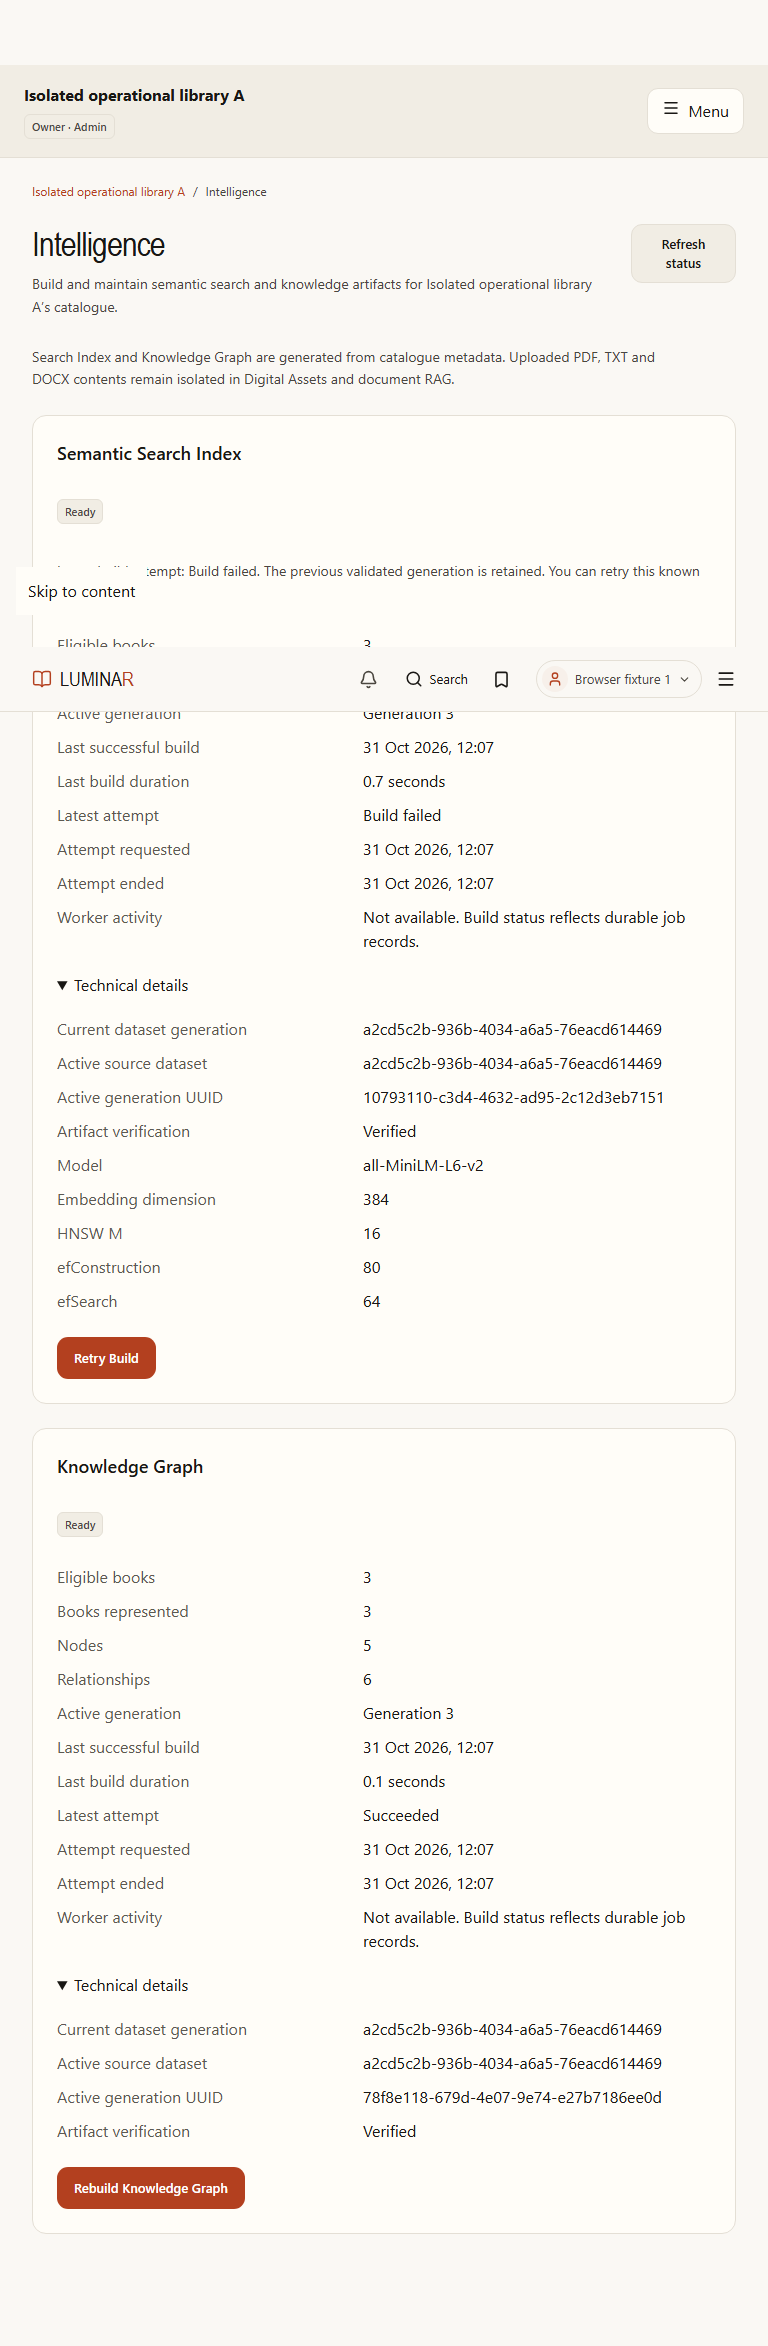 Isolated operational library A
Owner · Admin
☰ Menu
Isolated operational library A / Intelligence
Intelligence
Refresh status
Build and maintain semantic search and knowledge artifacts for Isolated operational library
A's catalogue.
Search Index and Knowledge Graph are generated from catalogue metadata. Uploaded PDF, TXT and
DOCX contents remain isolated in Digital Assets and document RAG.
Semantic Search Index
Ready
Build failed. The previous validated generation is retained. You can retry this known
Skip to content
Eligible books 3
LUMINAR Search Browser fixture 1
Active generation Generation 3
Last successful build 31 Oct 2026, 12:07
Last build duration 0.7 seconds
Latest attempt Build failed
Attempt requested 31 Oct 2026, 12:07
Attempt ended 31 Oct 2026, 12:07
Worker activity Not available. Build status reflects durable job
records.
▼ Technical details
Current dataset generation a2cd5c2b-936b-4034-a6a5-76eacd614469
Active source dataset a2cd5c2b-936b-4034-a6a5-76eacd614469
Active generation UUID 10793110-c3d4-4632-ad95-2c12d3eb7151
Artifact verification Verified
Model all-MiniLM-L6-v2
Embedding dimension 384
HNSW M 16
efConstruction 80
efSearch 64
Retry Build
Knowledge Graph
Ready
Eligible books 3
Books represented 3
Nodes 5
Relationships 6
Active generation Generation 3
Last successful build 31 Oct 2026, 12:07
Last build duration 0.1 seconds
Latest attempt Succeeded
Attempt requested 31 Oct 2026, 12:07
Attempt ended 31 Oct 2026, 12:07
Worker activity Not available. Build status reflects durable job
records.
▼ Technical details
Current dataset generation a2cd5c2b-936b-4034-a6a5-76eacd614469
Active source dataset a2cd5c2b-936b-4034-a6a5-76eacd614469
Active generation UUID 78f8e118-679d-4e07-9e74-e27b7186ee0d
Artifact verification Verified
Rebuild Knowledge Graph